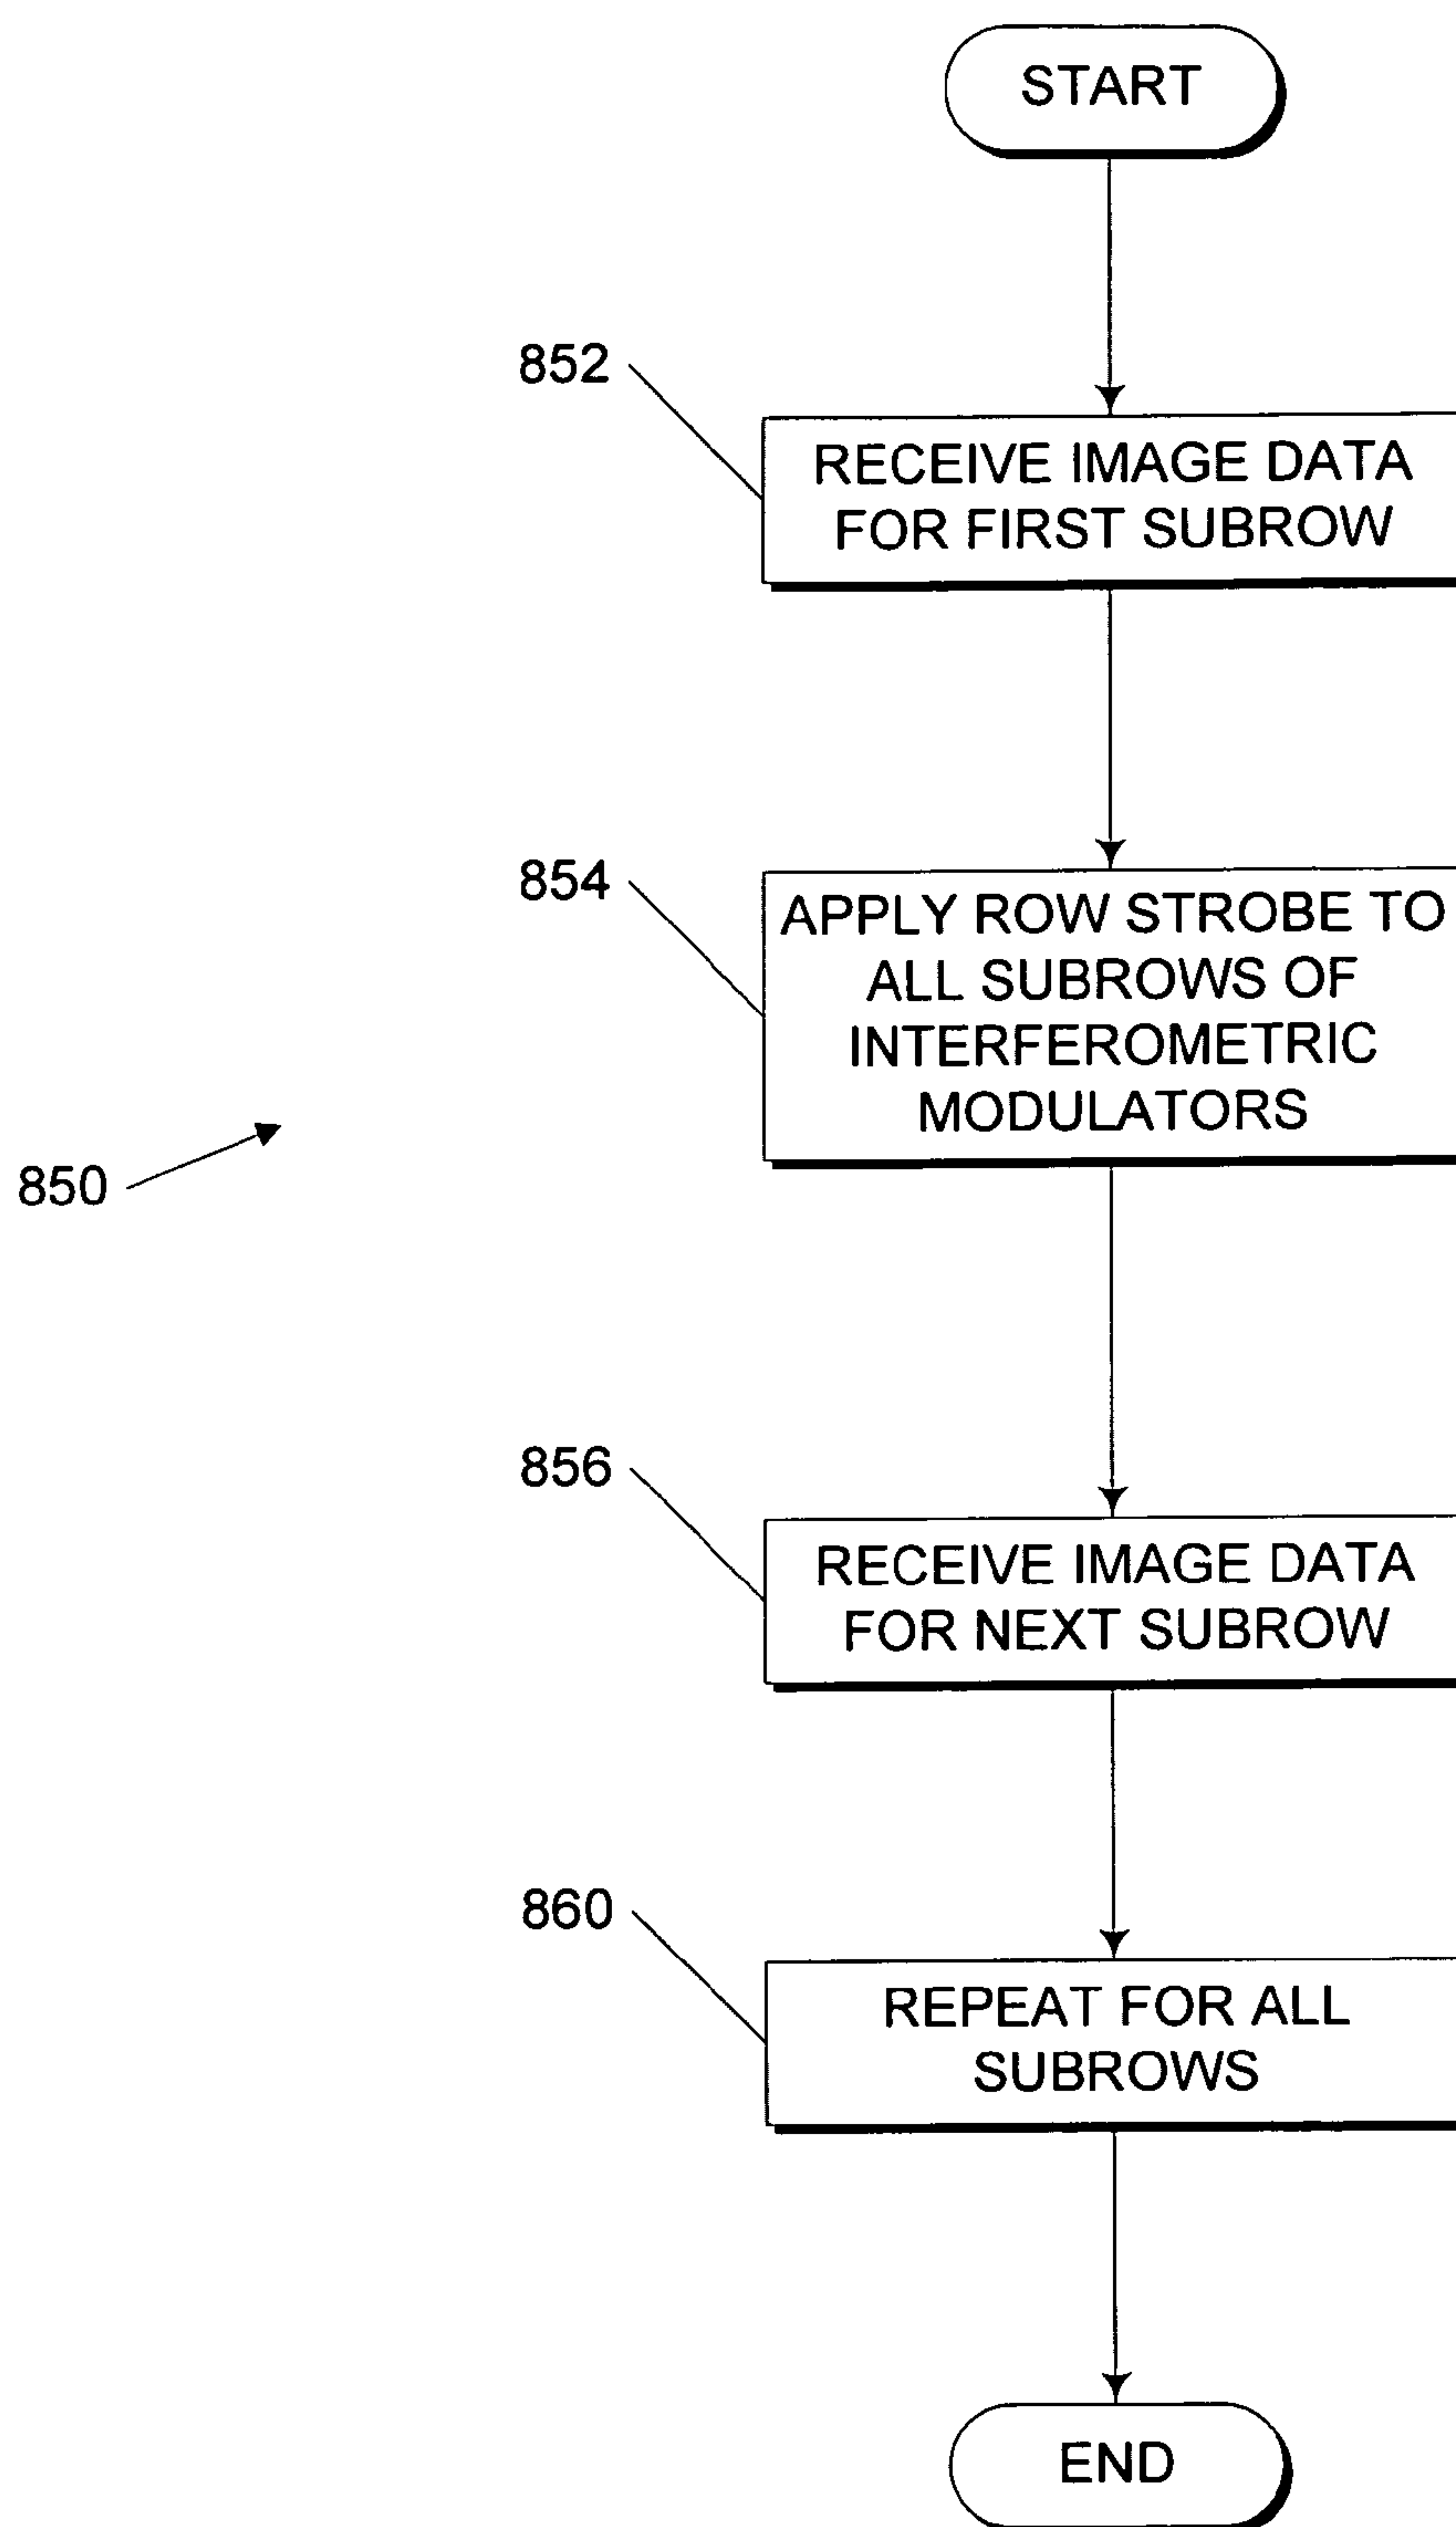 START
852
RECEIVE IMAGE DATA
FOR FIRST SUBROW
854
APPLY ROW STROBE TO
ALL SUBROWS OF
INTERFEROMETRIC
MODULATORS
850
856
RECEIVE IMAGE DATA
FOR NEXT SUBROW
860
REPEAT FOR ALL
SUBROWS
END